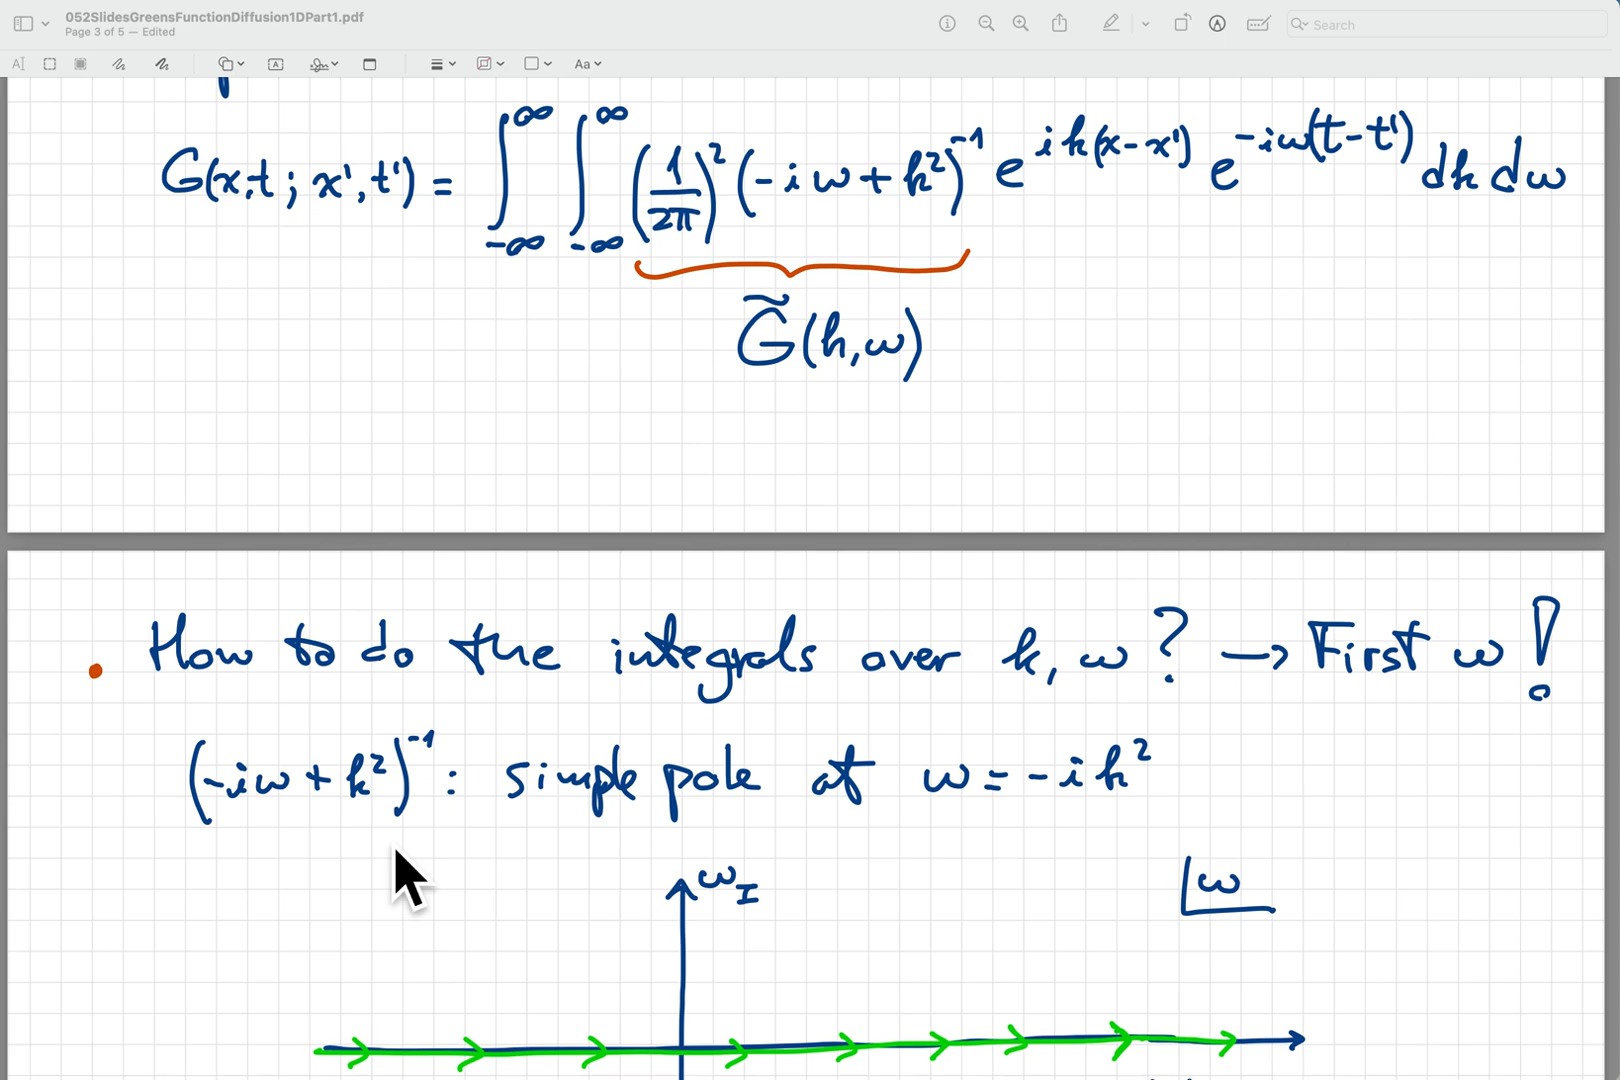 052SlidesGreensFunctionDiffusion1DPart1.pdf
Page 3 of 5 — Edited
Search
Aa
G(x,t; x',t') = ∫_{-∞}^{∞} ∫_{-∞}^{∞} (1/2π)² (-iω + k²)⁻¹ e^{ik(x-x')} e^{-iω(t-t')} dk dω
G̃(k,ω)
• How to do the integrals over k, ω? → First ω!
(-iω + k²)⁻¹: simple pole at ω = -ik²
ω_I
ω